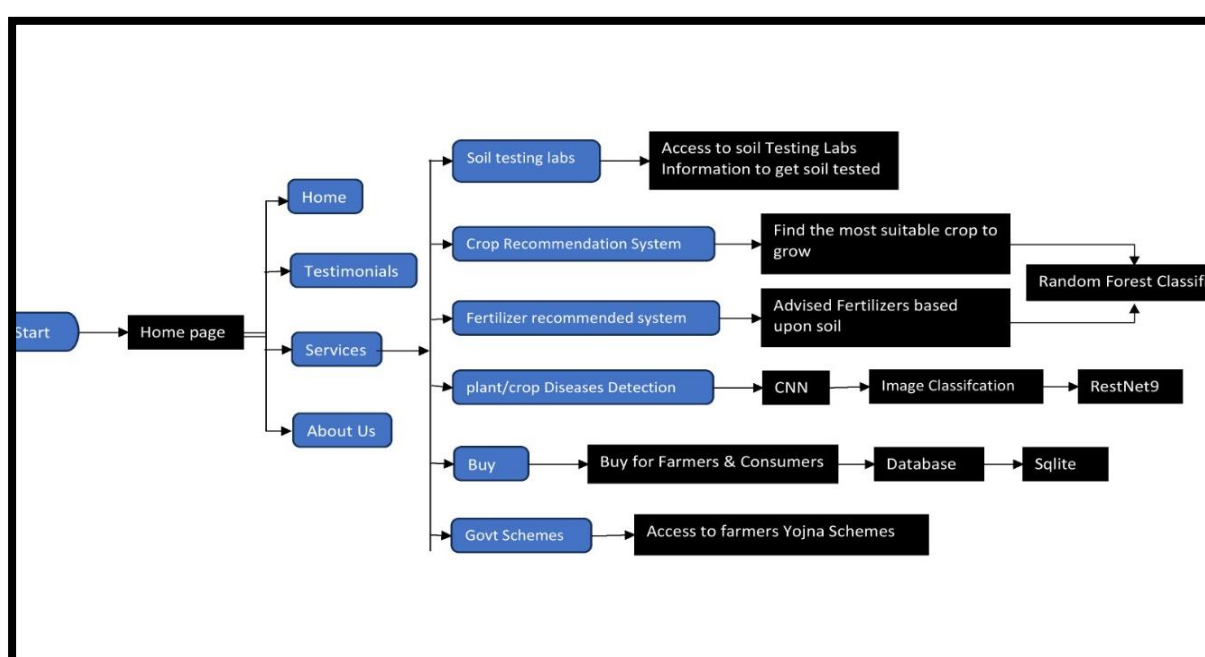 Soil testing labs
Access to soil Testing Labs
Information to get soil tested
Home
Crop Recommendation System
Find the most suitable crop to
grow
Testimonials
Random Forest Classif
Start
Home page
Services
Fertilizer recommended system
Advised Fertilizers based
upon soil
plant/crop Diseases Detection
CNN
Image Classifcation
RestNet9
About Us
Buy
Buy for Farmers & Consumers
Database
Sqlite
Govt Schemes
Access to farmers Yojna Schemes